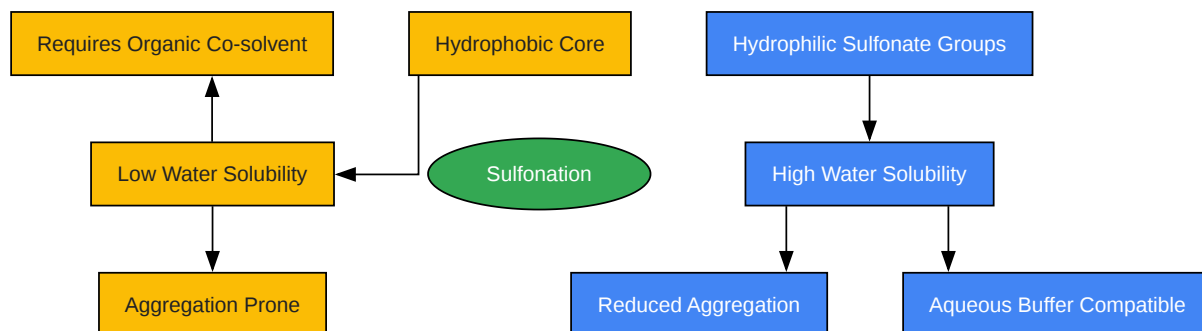 Requires Organic Co-solvent
Hydrophobic Core
Hydrophilic Sulfonate Groups
Low Water Solubility
Sulfonation
High Water Solubility
Aggregation Prone
Reduced Aggregation
Aqueous Buffer Compatible